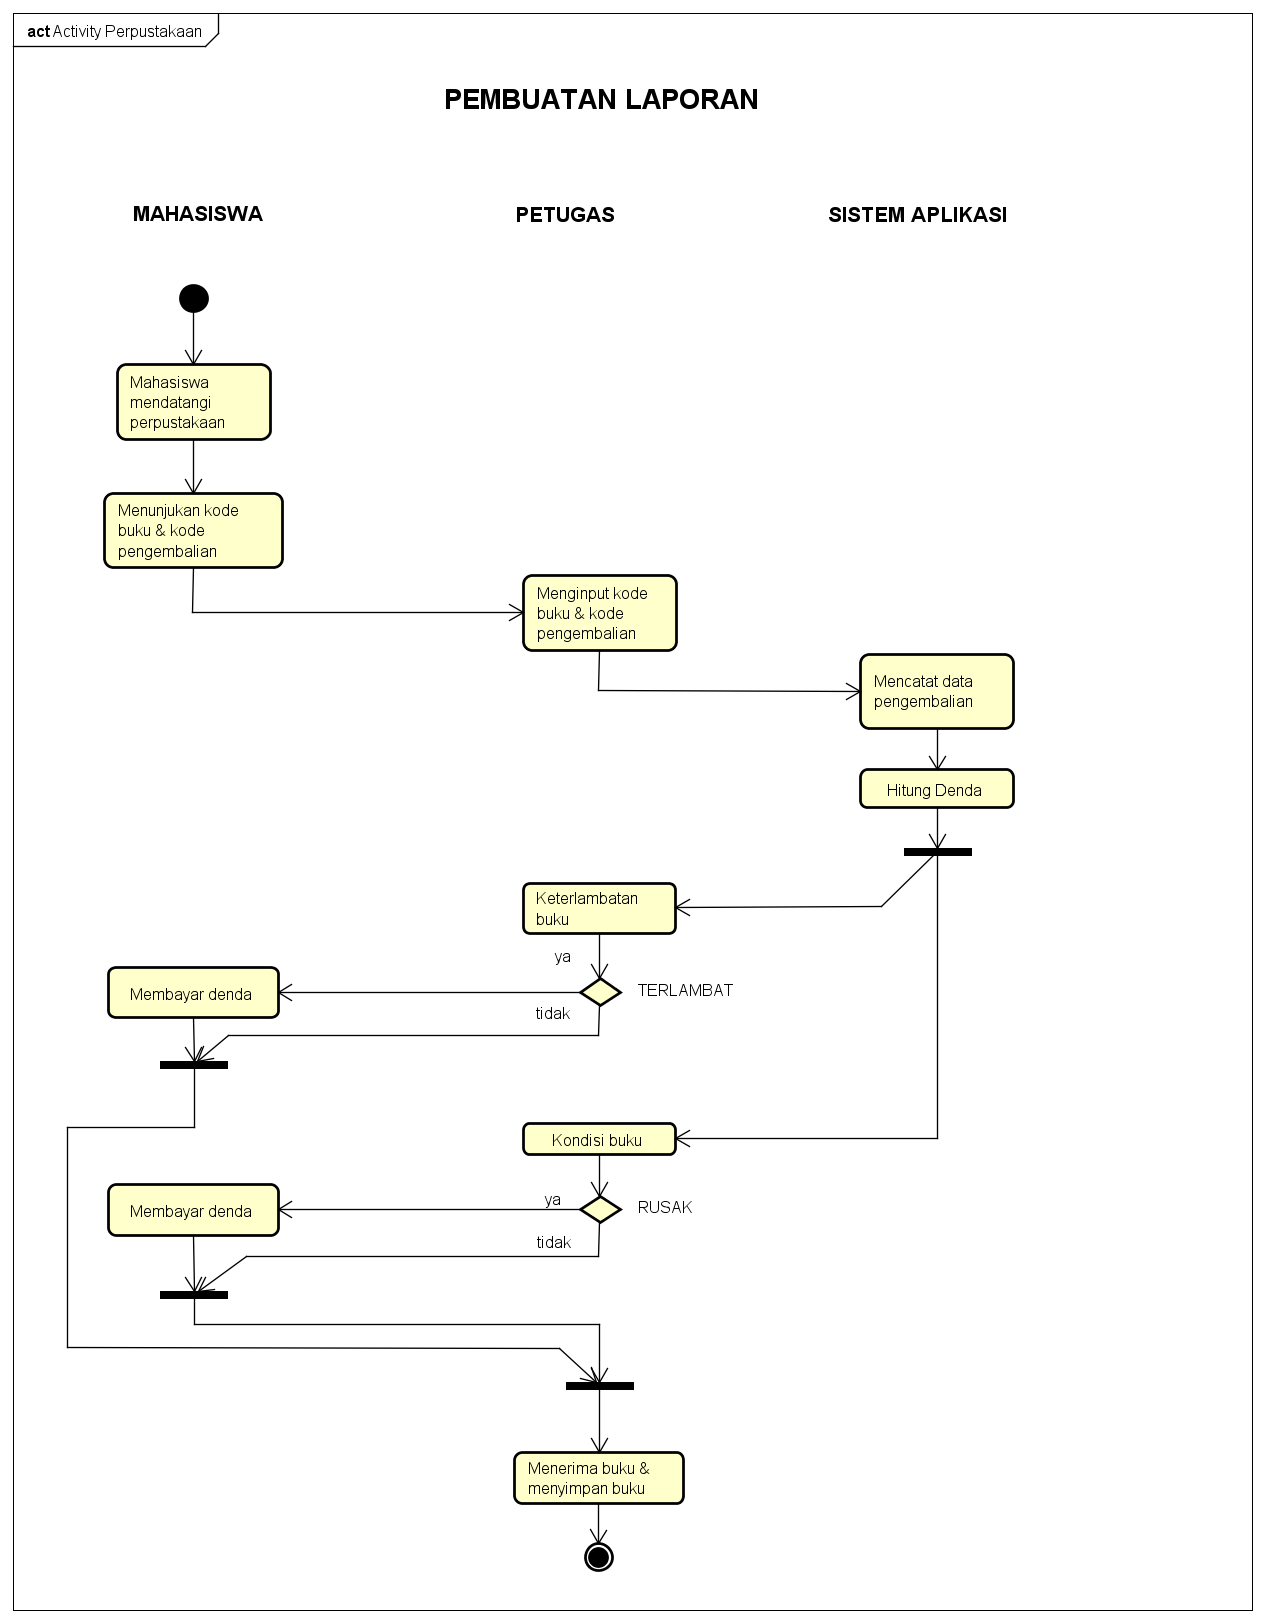 act Activity Perpustakaan
PEMBUATAN LAPORAN
MAHASISWA
PETUGAS
SISTEM APLIKASI
Mahasiswa
mendatangi
perpustakaan
Menunjukan kode
buku & kode
pengembalian
Menginput kode
buku & kode
pengembalian
Mencatat data
pengembalian
Hitung Denda
Keterlambatan
buku
ya
TERLAMBAT
Membayar denda
tidak
Kondisi buku
ya
RUSAK
Membayar denda
tidak
Menerima buku &
menyimpan buku